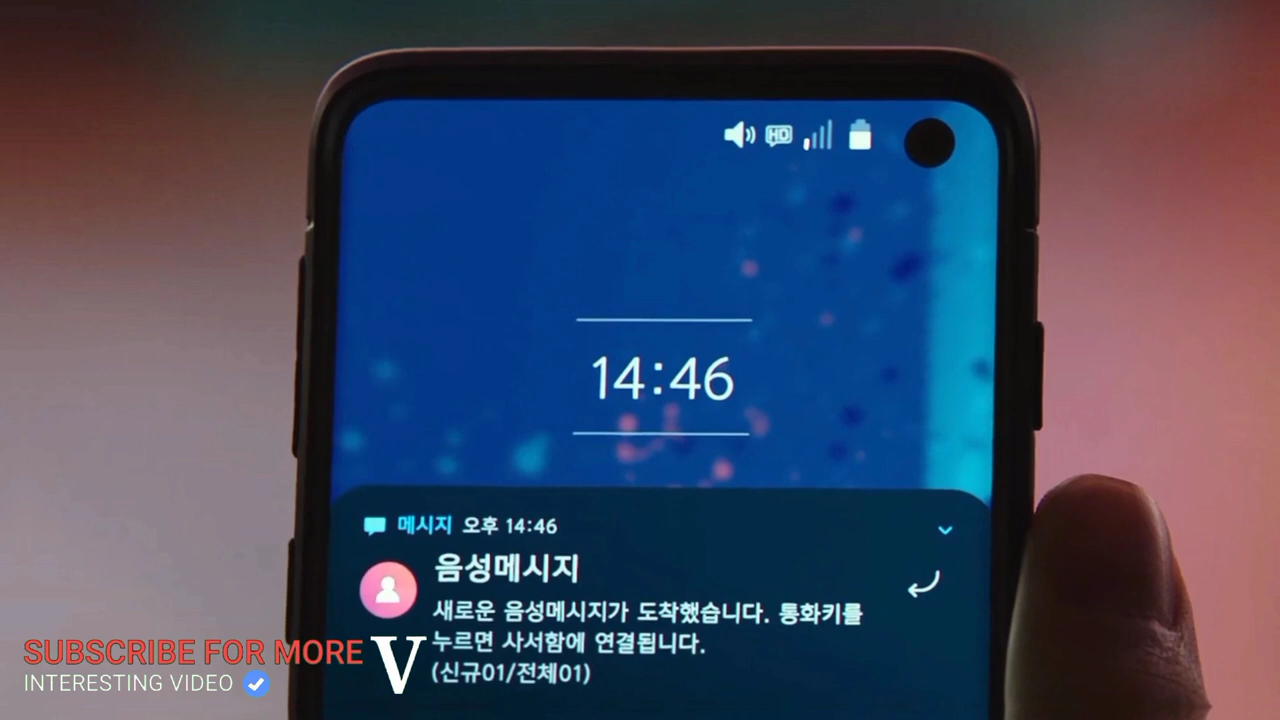 HD
14:46
메시지 오후 14:46
음성메시지
새로운 음성메시지가 도착했습니다. 통화키를
누르면 사서함에 연결됩니다.
(신규01/전체01)
SUBSCRIBE FOR MORE
INTERESTING VIDEO
V